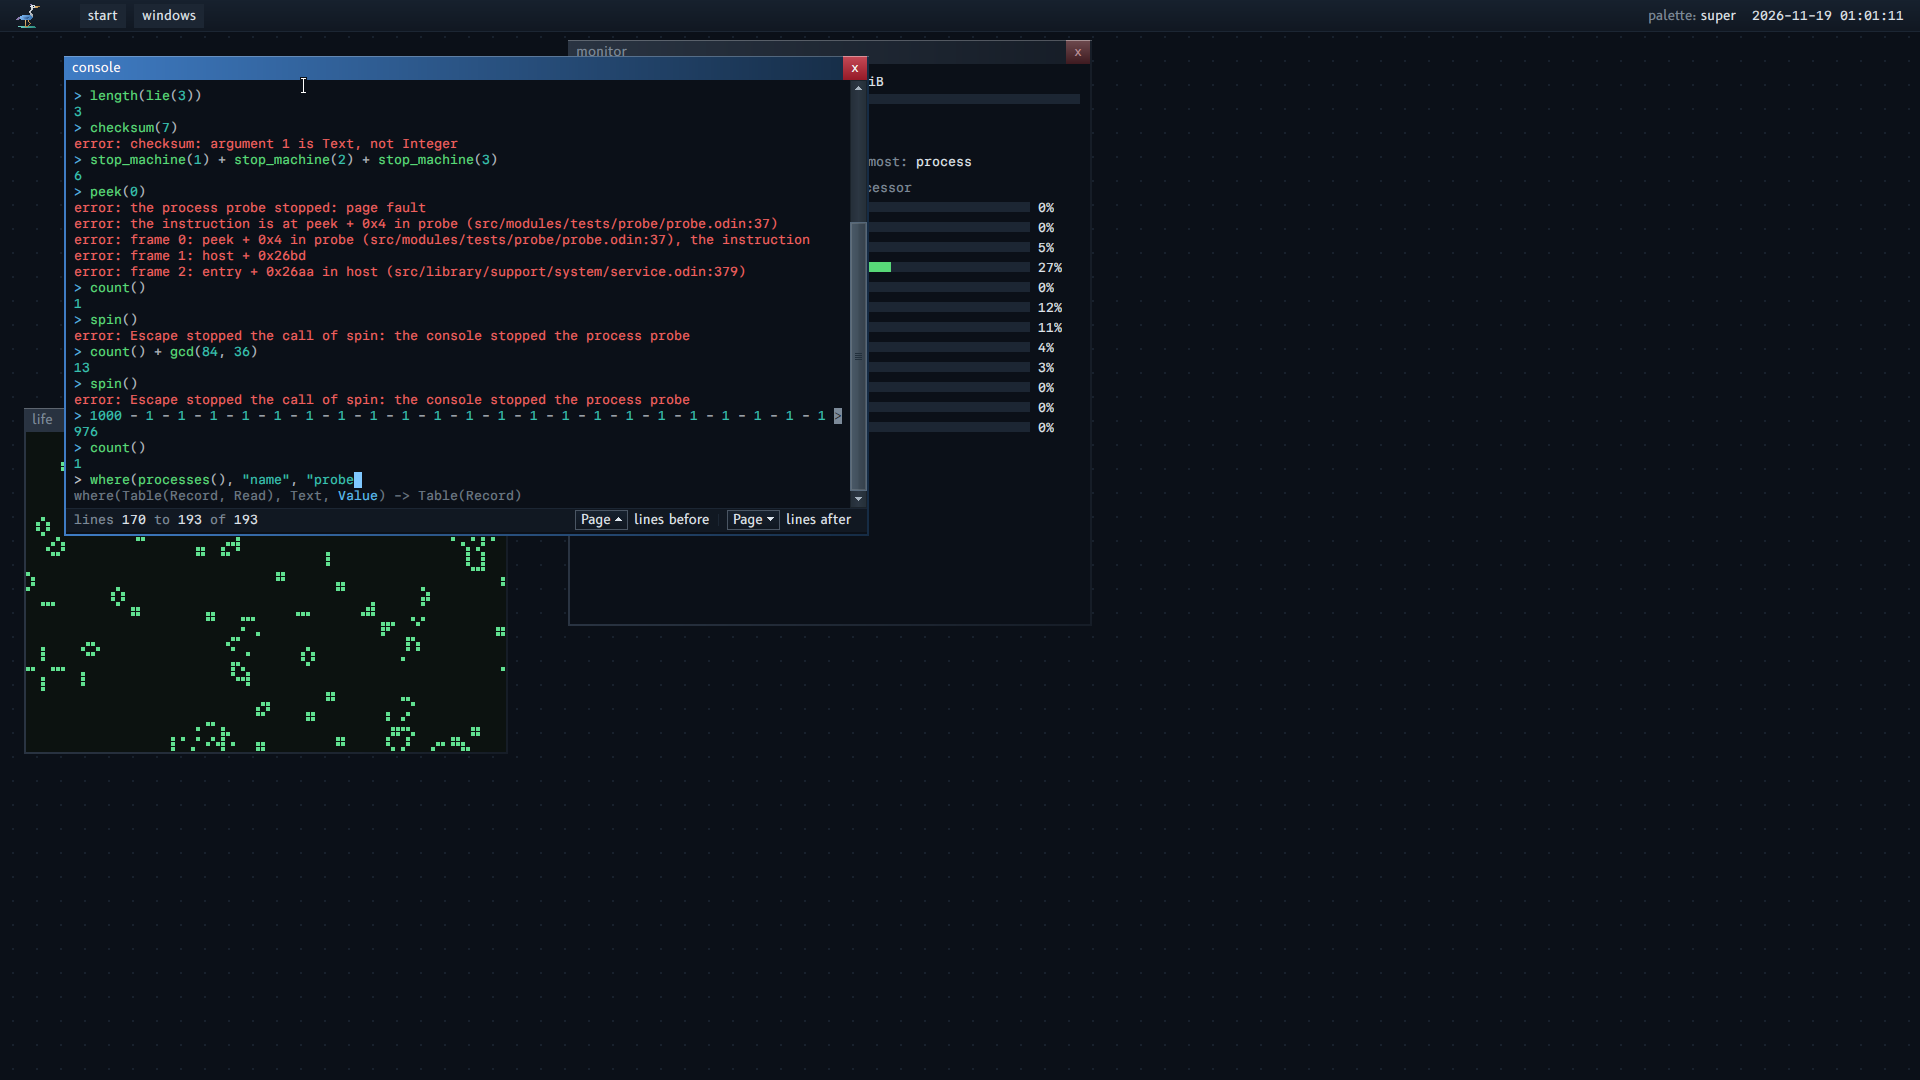 start windows palette: super 2026-11-19 01:01:11
monitor x
console x
iB
> length(lie(3))
3
> checksum(7)
error: checksum: argument 1 is Text, not Integer
> stop_machine(1) + stop_machine(2) + stop_machine(3)
6
> peek(0)
error: the process probe stopped: page fault
error: the instruction is at peek + 0x4 in probe (src/modules/tests/probe/probe.odin:37)
error: frame 0: peek + 0x4 in probe (src/modules/tests/probe/probe.odin:37), the instruction
error: frame 1: host + 0x26bd
error: frame 2: entry + 0x26aa in host (src/library/support/system/service.odin:379)
> count()
1
> spin()
error: Escape stopped the call of spin: the console stopped the process probe
> count() + gcd(84, 36)
13
> spin()
error: Escape stopped the call of spin: the console stopped the process probe
> 1000 - 1 - 1 - 1 - 1 - 1 - 1 - 1 - 1 - 1 - 1 - 1 - 1 - 1 - 1 - 1 - 1 - 1 - 1 - 1 - 1 - 1 - 1 >
976
> count()
1
> where(processes(), "name", "probe
where(Table(Record, Read), Text, Value) -> Table(Record)
lines 170 to 193 of 193 Page lines before Page lines after
most: process
cessor
0%
0%
5%
27%
0%
12%
11%
4%
3%
0%
0%
0%
life